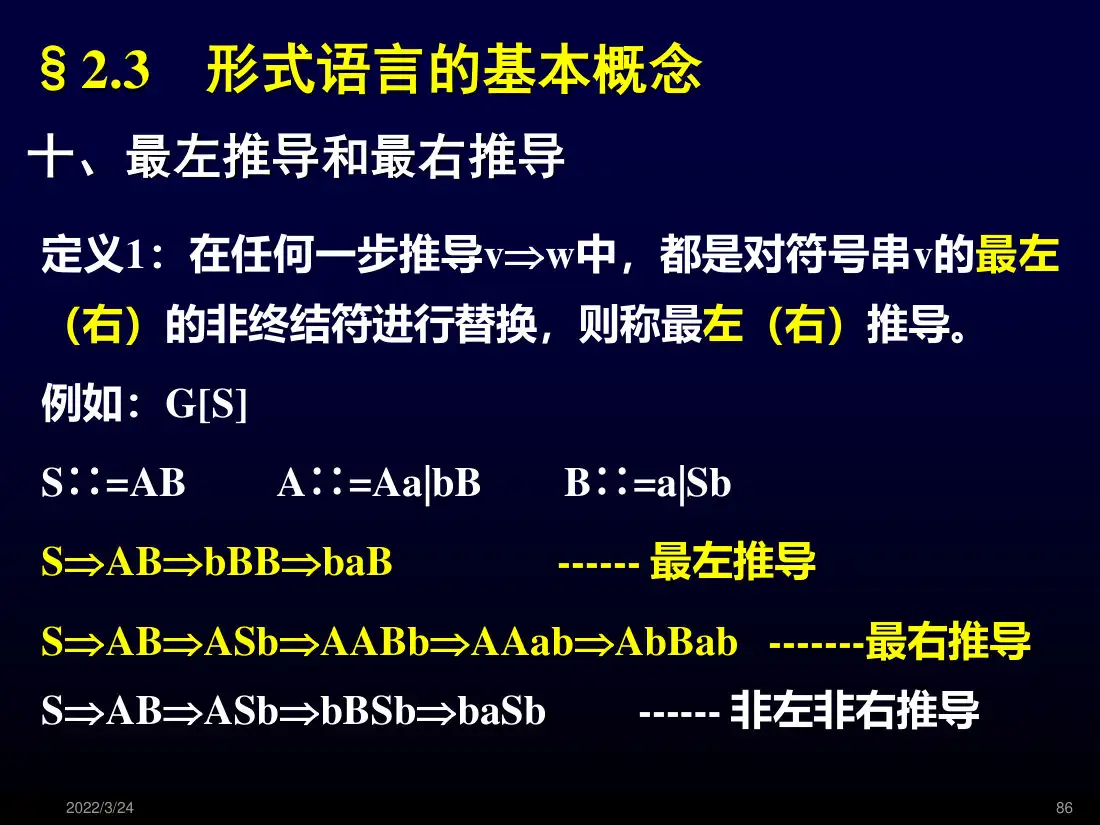 §2.3 形式语言的基本概念
十、最左推导和最右推导
定义1：在任何一步推导v⇒w中，都是对符号串v的最左
（右）的非终结符进行替换，则称最左（右）推导。
例如：G[S]
S∷=AB A∷=Aa|bB B∷=a|Sb
S⇒AB⇒bBB⇒baB ------ 最左推导
S⇒AB⇒ASb⇒AABb⇒AAab⇒AbBab -------最右推导
S⇒AB⇒ASb⇒bBSb⇒baSb ------ 非左非右推导
2022/3/24 86